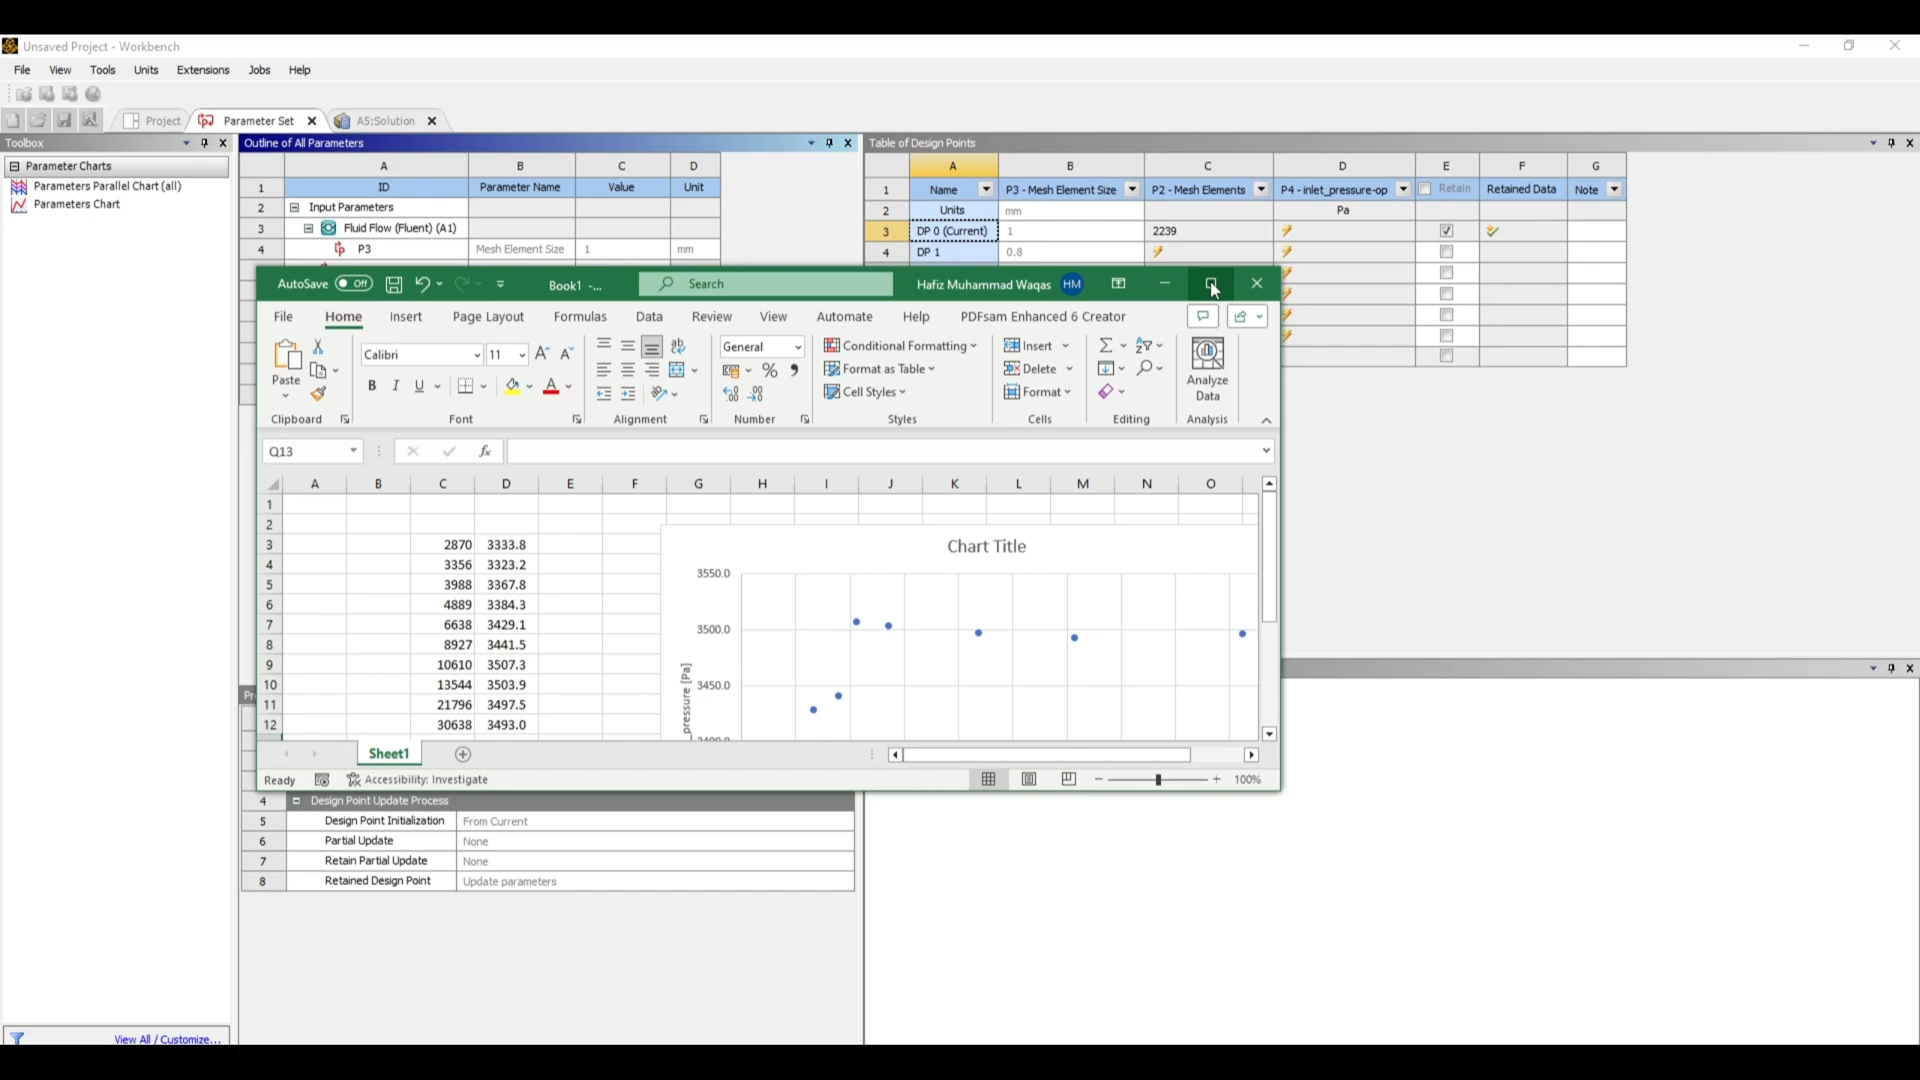 Unsaved Project - Workbench
File View Tools Units Extensions Jobs Help
Project Parameter Set A5:Solution
Toolbox
Parameter Charts
Parameters Parallel Chart (all)
Parameters Chart
View All / Customize...
Outline of All Parameters
A B C D
1 ID Parameter Name Value Unit
2 Input Parameters
3 Fluid Flow (Fluent) (A1)
4 P3 Mesh Element Size 1 mm
Table of Design Points
A B C D E F G
1 Name P3 - Mesh Element Size P2 - Mesh Elements P4 - inlet_pressure-op Retain Retained Data Note
2 Units mm Pa
3 DP 0 (Current) 1 2239
4 DP 1 0.8
AutoSave Off Book1 -... Search Hafiz Muhammad Waqas HM
File Home Insert Page Layout Formulas Data Review View Automate Help PDFsam Enhanced 6 Creator
Paste
Clipboard
Calibri 11
B I U A
Font
ab
Alignment
General
% ,
Number
Conditional Formatting
Format as Table
Cell Styles
Styles
Insert
Delete
Format
Cells
Editing
Analyze
Data
Analysis
Q13 fx
A B C D E F G H I J K L M N O
1
2
3 2870 3333.8
4 3356 3323.2
5 3988 3367.8
6 4889 3384.3
7 6638 3429.1
8 8927 3441.5
9 10610 3507.3
10 13544 3503.9
11 21796 3497.5
12 30638 3493.0
Chart Title
3550.0
3500.0
3450.0
_pressure [Pa]
Sheet1
Ready Accessibility: Investigate 100%
4 Design Point Update Process
5 Design Point Initialization From Current
6 Partial Update None
7 Retain Partial Update None
8 Retained Design Point Update parameters